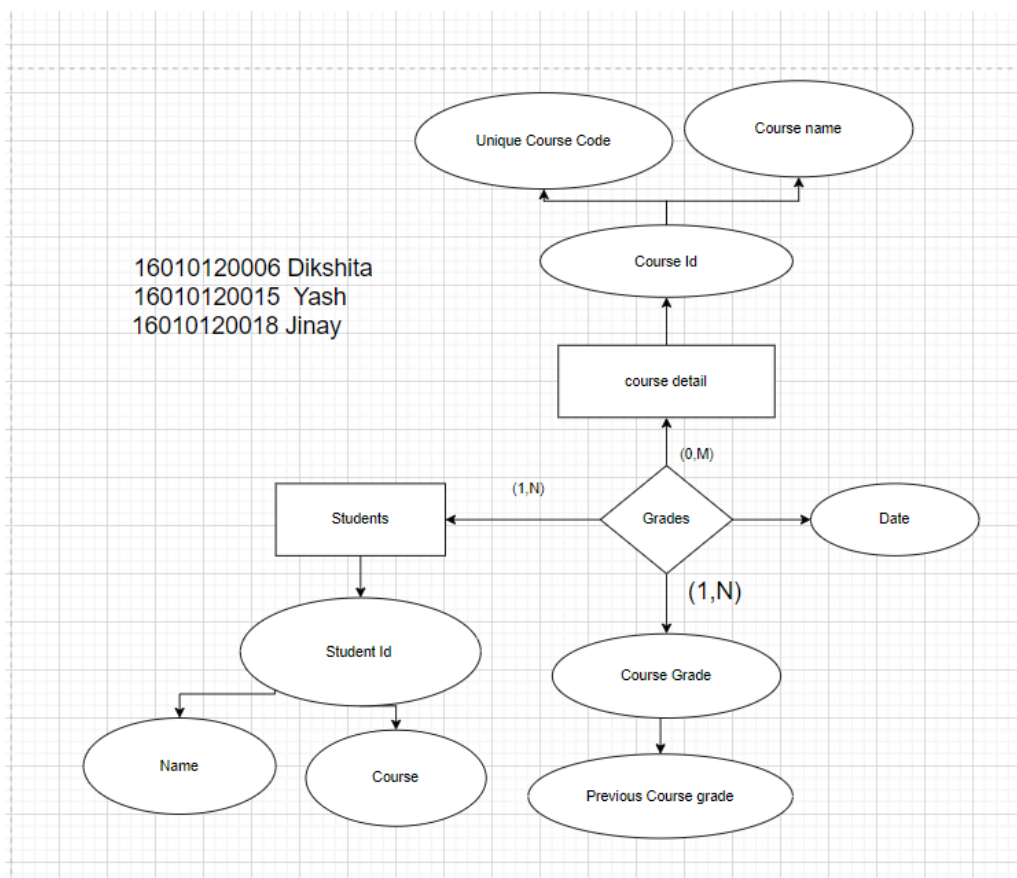 Unique Course Code
Course name
Course Id
16010120006 Dikshita
16010120015 Yash
16010120018 Jinay
course detail
(0,M)
(1,N)
Students
Grades
Date
(1,N)
Student Id
Course Grade
Name
Course
Previous Course grade